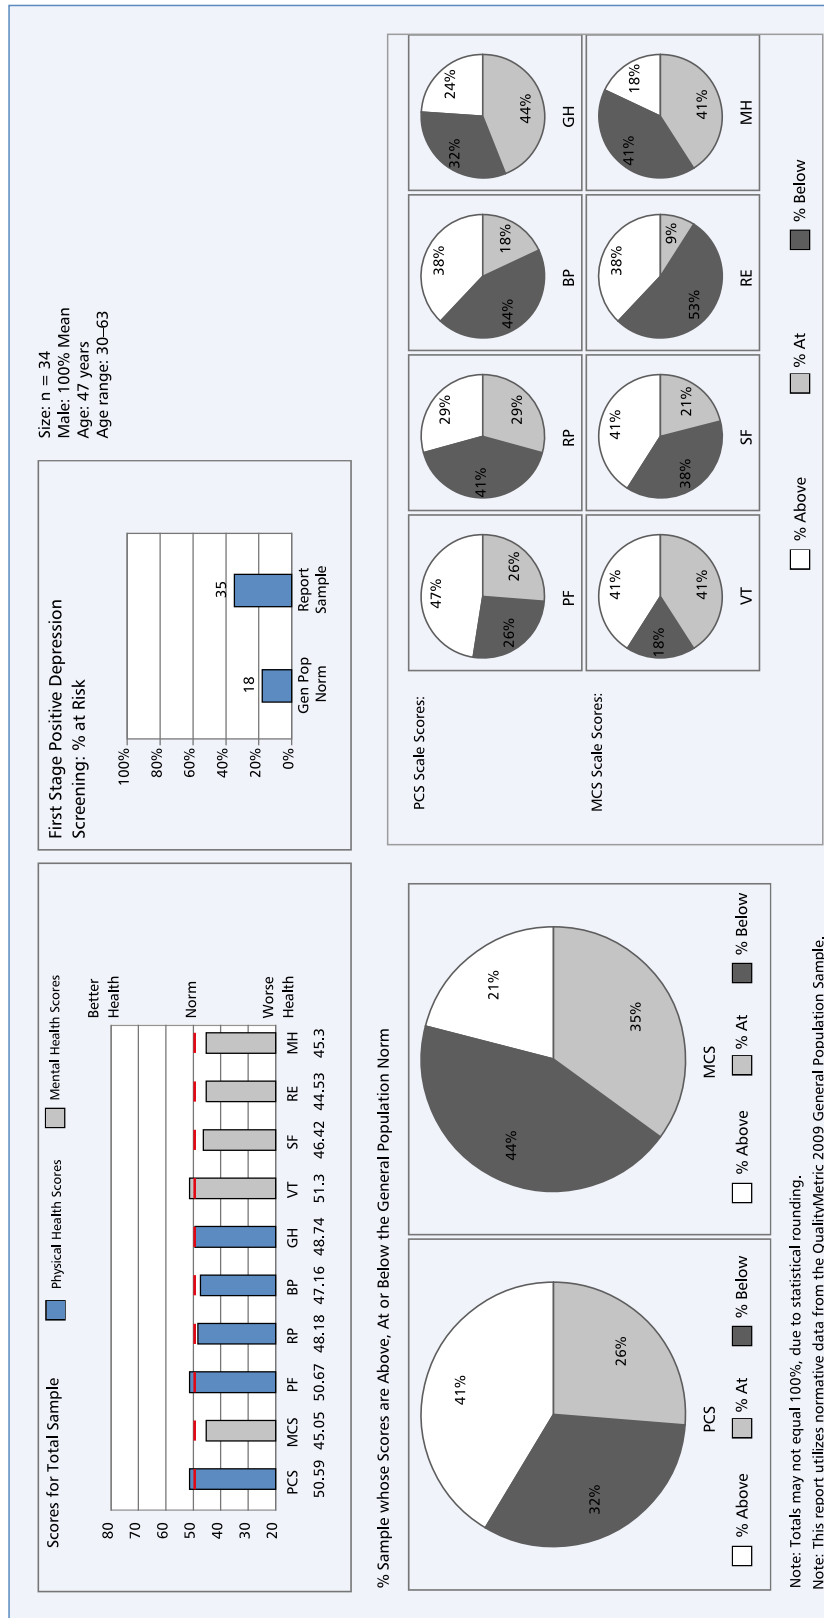 Scores for Total Sample
Physical Health Scores
Mental Health Scores
80
70
60
50
40
30
20
Better
Health
Norm
Worse
Health
PCS MCS PF RP BP GH VT SF RE MH
50.59 45.05 50.67 48.18 47.16 48.74 51.3 46.42 44.53 45.3
First Stage Positive Depression
Screening: % at Risk
100%
80%
60%
40%
20%
0%
18
35
Gen Pop
Norm
Report
Sample
Size: n = 34
Male: 100% Mean
Age: 47 years
Age range: 30–63
% Sample whose Scores are Above, At or Below the General Population Norm
41%
26%
32%
PCS
% Above % At % Below
21%
35%
44%
MCS
% Above % At % Below
PCS Scale Scores:
47%
26%
26%
PF
29%
29%
41%
RP
38%
18%
44%
BP
24%
44%
32%
GH
MCS Scale Scores:
41%
41%
18%
VT
41%
21%
38%
SF
38%
9%
53%
RE
18%
41%
41%
MH
% Above % At % Below
Note: Totals may not equal 100%, due to statistical rounding.
Note: This report utilizes normative data from the QualityMetric 2009 General Population Sample.